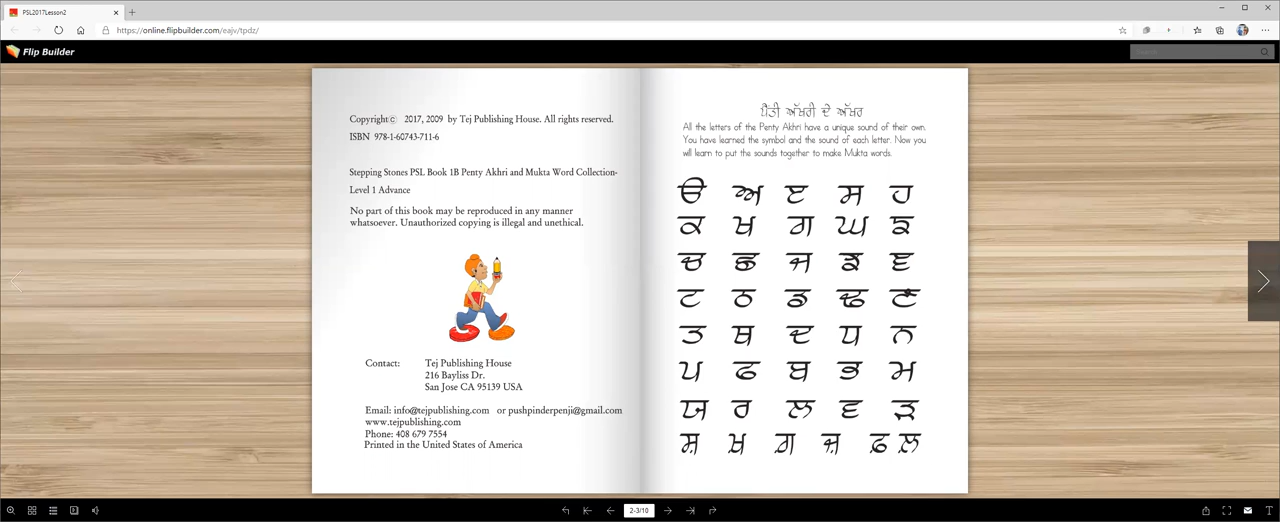 PSL2017Lesson2
https://online.flipbuilder.com/eajv/tpdz/
Flip Builder
Search
Copyright© 2017, 2009 by Tej Publishing House. All rights reserved.
ISBN 978-1-60743-711-6
Stepping Stones PSL Book 1B Penty Akhri and Mukta Word Collection-
Level 1 Advance
No part of this book may be reproduced in any manner
whatsoever. Unauthorized copying is illegal and unethical.
Contact: Tej Publishing House
216 Bayliss Dr.
San Jose CA 95139 USA
Email: info@tejpublishing.com or pushpinderpenji@gmail.com
www.tejpublishing.com
Phone: 408 679 7554
Printed in the United States of America
ਪੈਂਤੀ ਅੱਖਰੀ ਦੇ ਅੱਖਰ
All the letters of the Penty Akhri have a unique sound of their own.
You have learned the symbol and the sound of each letter. Now you
will learn to put the sounds together to make Mukta words.
ੳ ਅ ੲ ਸ ਹ
ਕ ਖ ਗ ਘ ਙ
ਚ ਛ ਜ ਝ ਞ
ਟ ਠ ਡ ਢ ਣ
ਤ ਥ ਦ ਧ ਨ
ਪ ਫ ਬ ਭ ਮ
ਯ ਰ ਲ ਵ ੜ
ਸ਼ ਖ਼ ਗ਼ ਜ਼ ਫ਼ ਲ਼
2-3/10